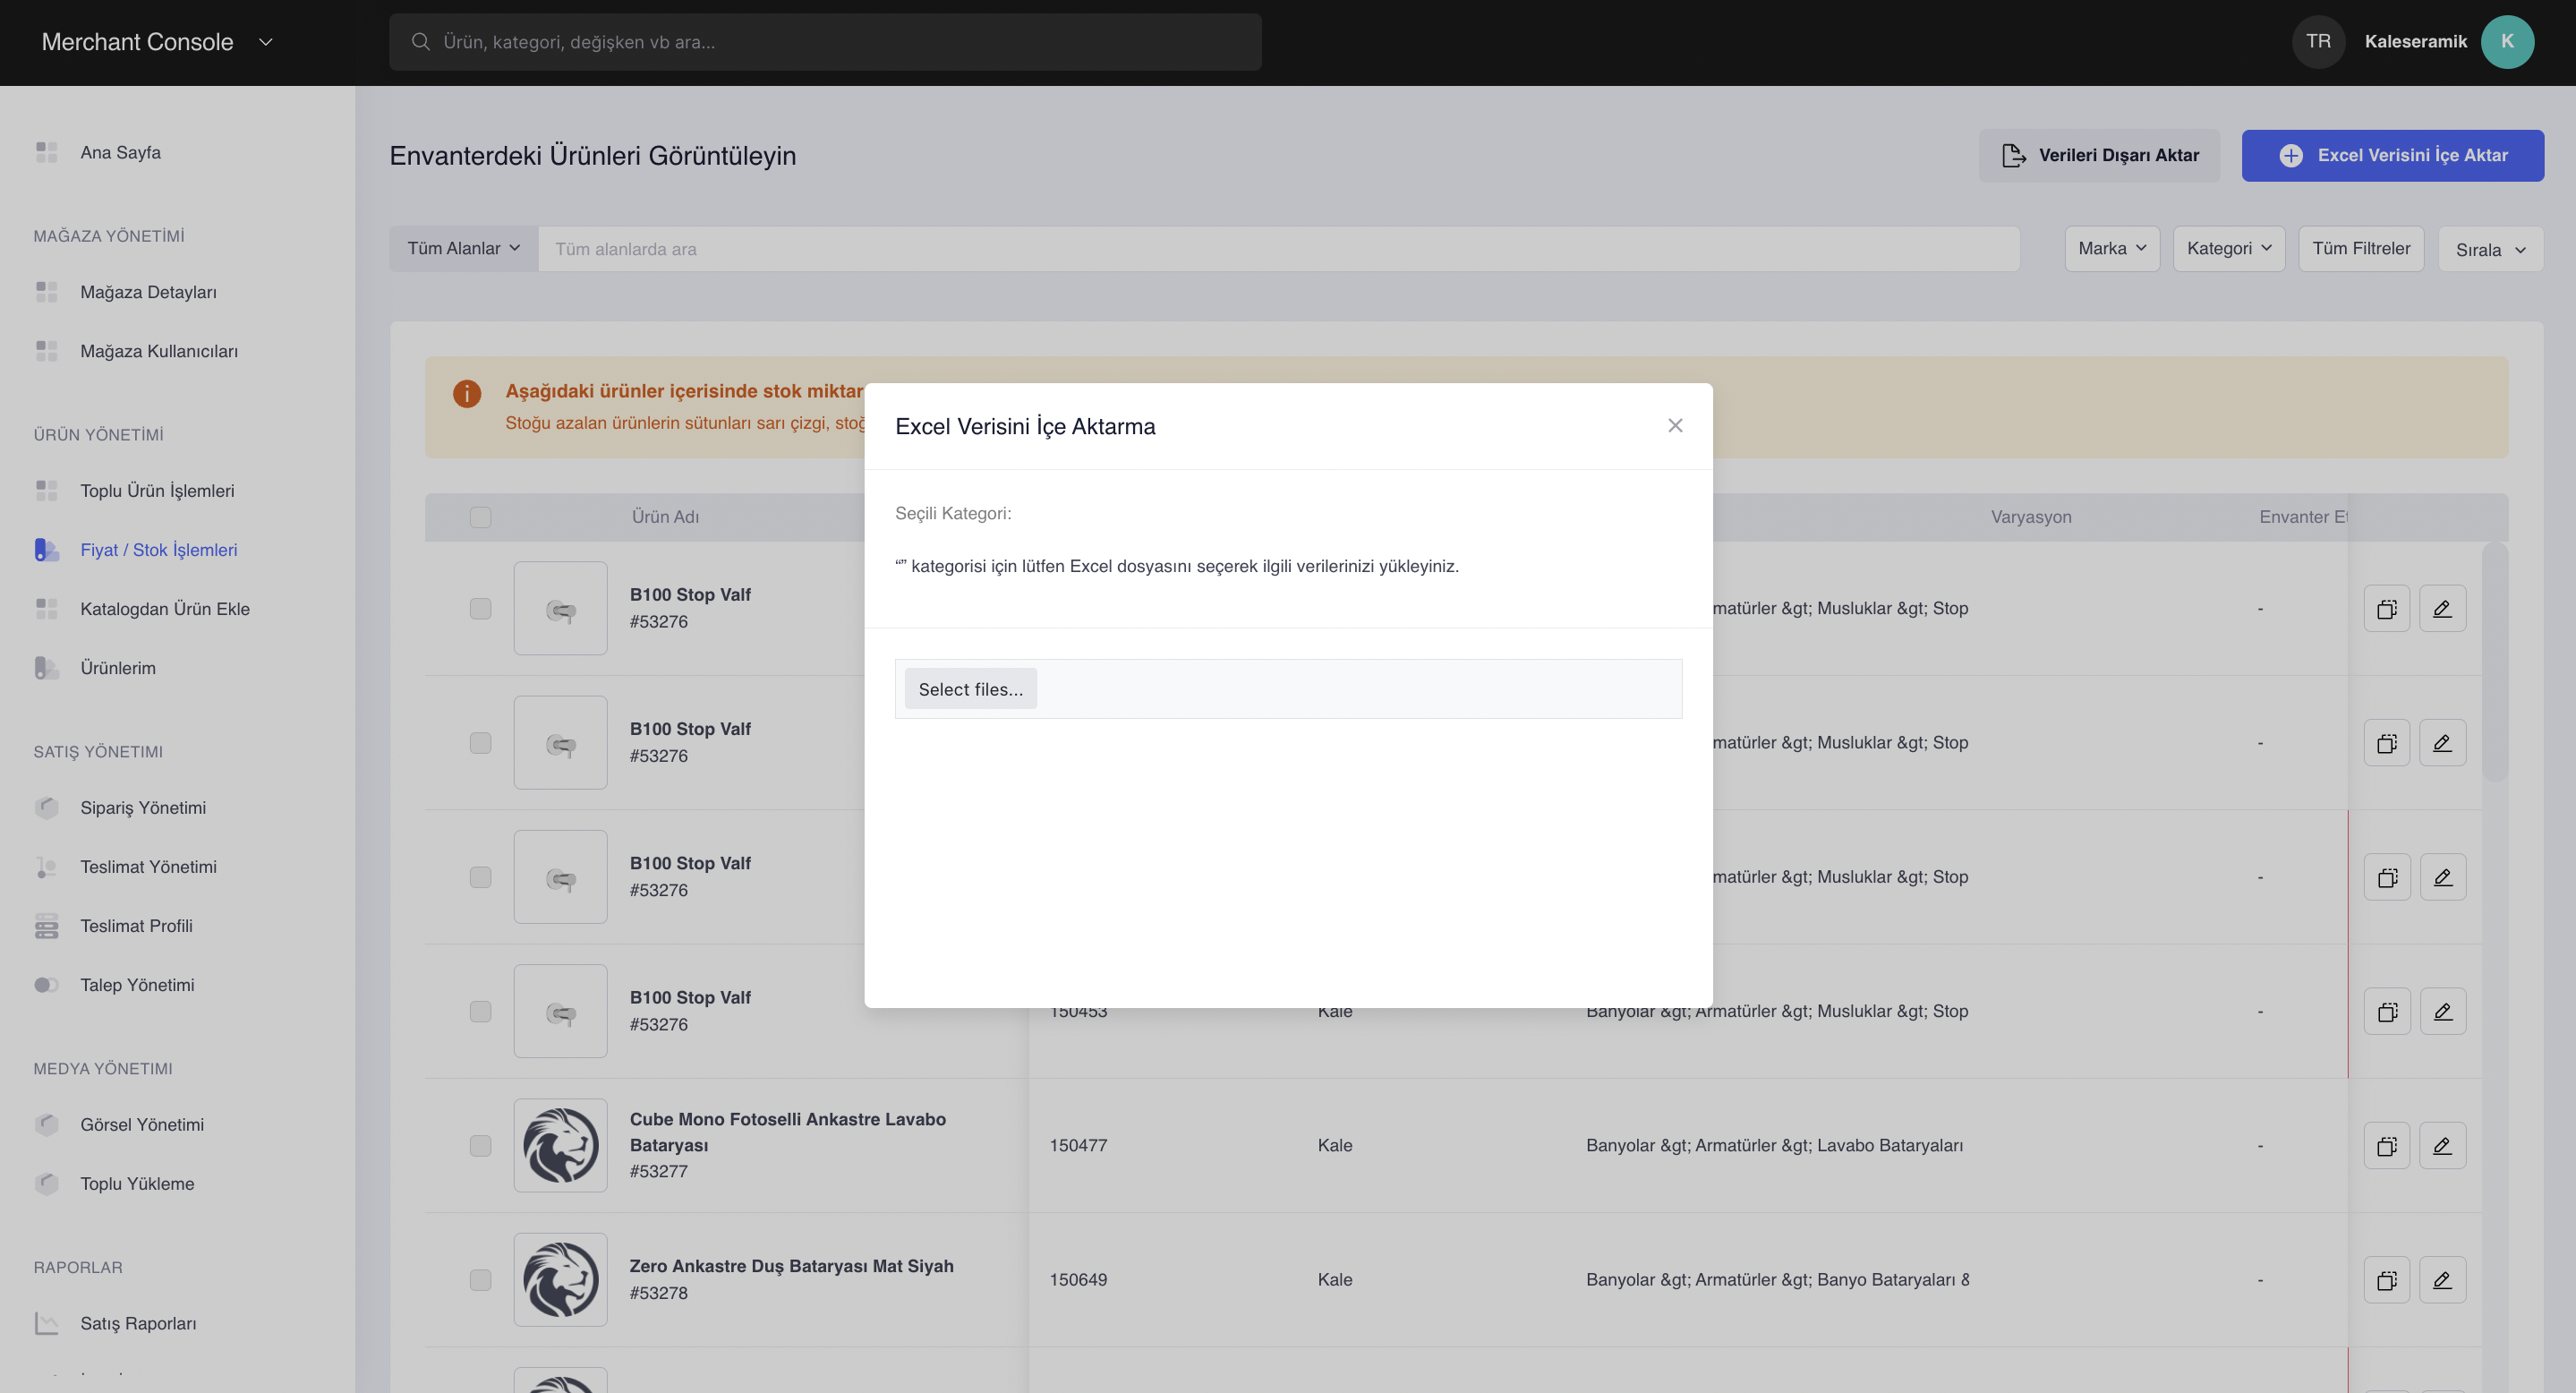 Merchant Console
Ürün, kategori, değişken vb ara...
TR
Kaleseramik
K
Ana Sayfa
MAĞAZA YÖNETİMİ
Mağaza Detayları
Mağaza Kullanıcıları
ÜRÜN YÖNETİMİ
Toplu Ürün İşlemleri
Fiyat / Stok İşlemleri
Katalogdan Ürün Ekle
Ürünlerim
SATIŞ YÖNETIMI
Sipariş Yönetimi
Teslimat Yönetimi
Teslimat Profili
Talep Yönetimi
MEDYA YÖNETIMI
Görsel Yönetimi
Toplu Yükleme
RAPORLAR
Satış Raporları
Envanterdeki Ürünleri Görüntüleyin
Verileri Dışarı Aktar
Excel Verisini İçe Aktar
Tüm Alanlar
Tüm alanlarda ara
Marka
Kategori
Tüm Filtreler
Sırala
Aşağıdaki ürünler içerisinde stok miktar
Stoğu azalan ürünlerin sütunları sarı çizgi, stoğ
Excel Verisini İçe Aktarma
Seçili Kategori:
“” kategorisi için lütfen Excel dosyasını seçerek ilgili verilerinizi yükleyiniz.
Select files...
Ürün Adı
Varyasyon
Envanter Et
B100 Stop Valf
#53276
matürler &gt; Musluklar &gt; Stop
-
B100 Stop Valf
#53276
matürler &gt; Musluklar &gt; Stop
-
B100 Stop Valf
#53276
matürler &gt; Musluklar &gt; Stop
-
B100 Stop Valf
#53276
150453
Kale
Banyolar &gt; Armatürler &gt; Musluklar &gt; Stop
-
Cube Mono Fotoselli Ankastre Lavabo
Bataryası
#53277
150477
Kale
Banyolar &gt; Armatürler &gt; Lavabo Bataryaları
-
Zero Ankastre Duş Bataryası Mat Siyah
#53278
150649
Kale
Banyolar &gt; Armatürler &gt; Banyo Bataryaları &
-